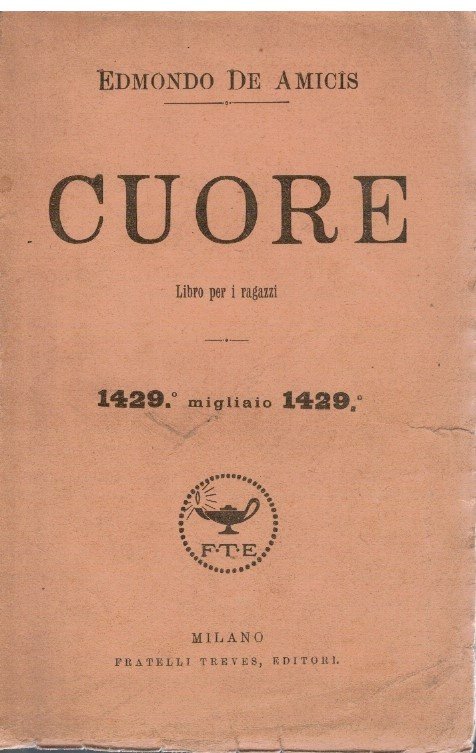 EDMONDO DE AMICIS
CUORE
Libro per i ragazzi
1429.º migliaio 1429.º
F·T·E
MILANO
FRATELLI TREVES, EDITORI.